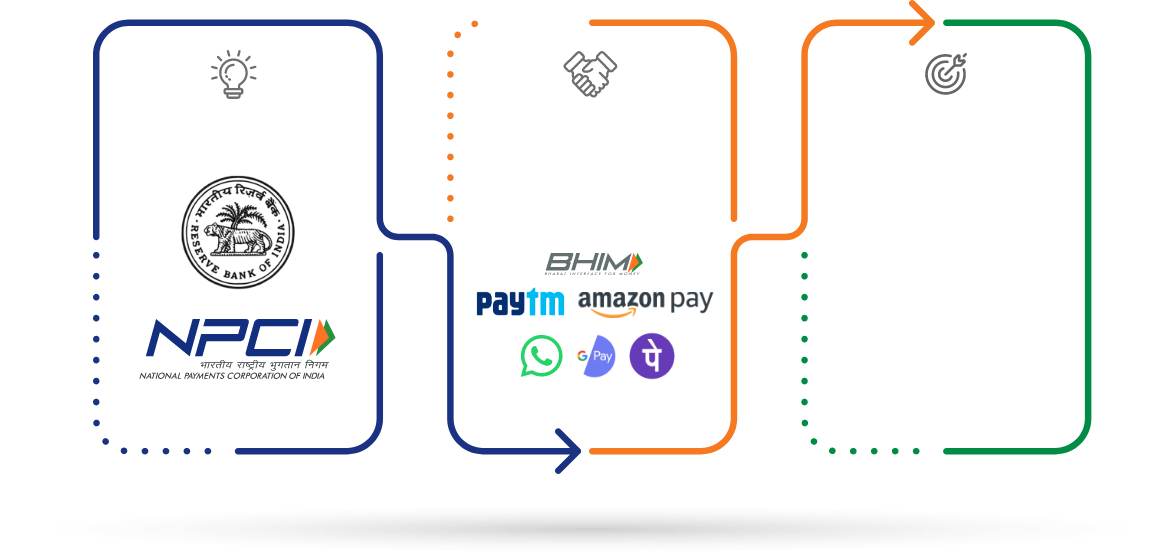 भारतीय रिज़र्व बैंक
RESERVE BANK OF INDIA
NPCI
भारतीय राष्ट्रीय भुगतान निगम
NATIONAL PAYMENTS CORPORATION OF INDIA
BHIM
BHARAT INTERFACE FOR MONEY
paytm amazon pay
G Pay पे